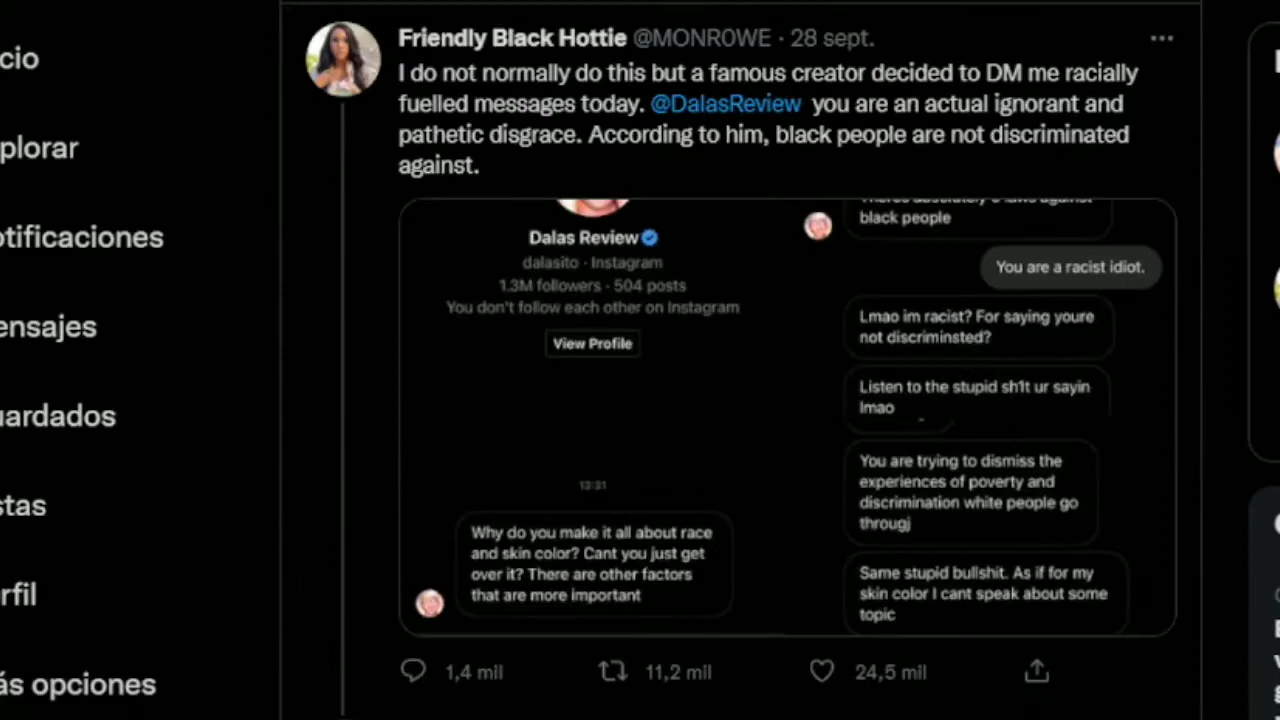 cio
plorar
otificaciones
ensajes
uardados
stas
rfil
ás opciones
Friendly Black Hottie @MONR0WE · 28 sept.
I do not normally do this but a famous creator decided to DM me racially
fuelled messages today. @DalasReview you are an actual ignorant and
pathetic disgrace. According to him, black people are not discriminated
against.
Dalas Review
dalasito · Instagram
1.3M followers · 504 posts
You don't follow each other on Instagram
View Profile
13:31
Why do you make it all about race
and skin color? Cant you just get
over it? There are other factors
that are more important
Theres absolutely 0 laws against
black people
You are a racist idiot.
Lmao im racist? For saying youre
not discriminsted?
Listen to the stupid sh1t ur sayin
lmao
You are trying to dismiss the
experiences of poverty and
discrimination white people go
througj
Same stupid bullshit. As if for my
skin color I cant speak about some
topic
1,4 mil
11,2 mil
24,5 mil